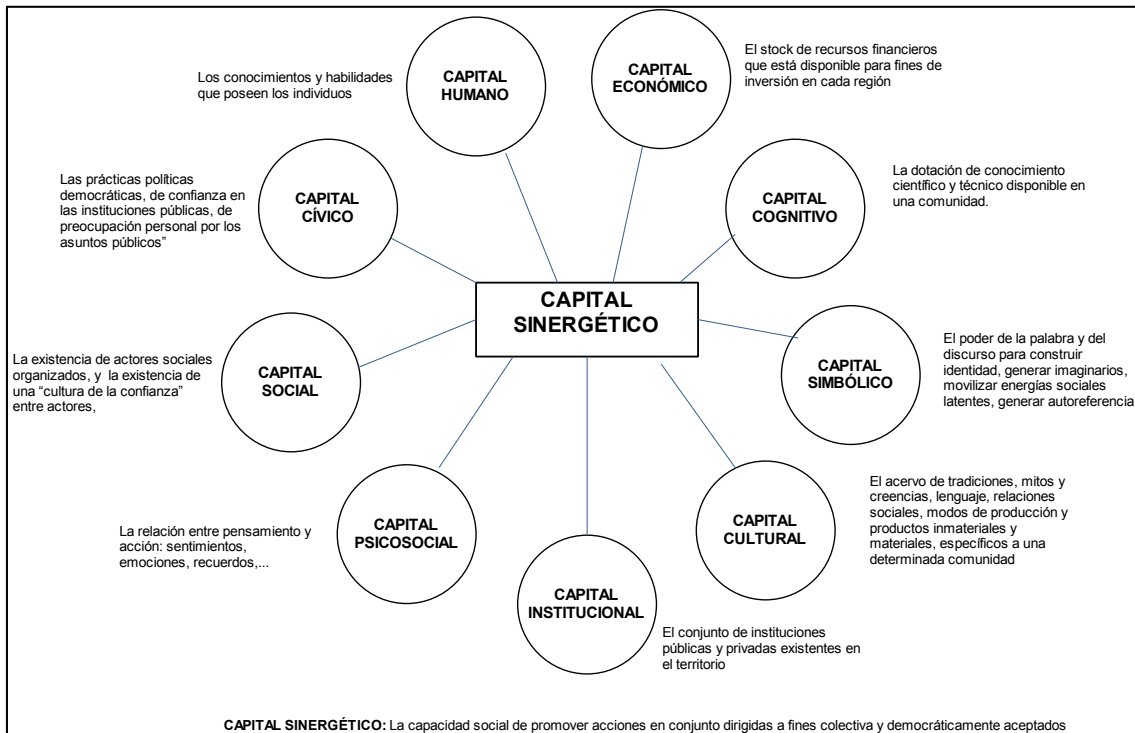 CAPITAL
HUMANO
Los conocimientos y habilidades
que poseen los individuos
CAPITAL
ECONÓMICO
El stock de recursos financieros
que está disponible para fines de
inversión en cada región
CAPITAL
CÍVICO
Las prácticas políticas
democráticas, de confianza en
las instituciones públicas, de
preocupación personal por los
asuntos públicos”
CAPITAL
COGNITIVO
La dotación de conocimiento
científico y técnico disponible en
una comunidad.
CAPITAL
SINERGÉTICO
CAPITAL
SOCIAL
La existencia de actores sociales
organizados, y la existencia de
una “cultura de la confianza”
entre actores,
CAPITAL
SIMBÓLICO
El poder de la palabra y del
discurso para construir
identidad, generar imaginarios,
movilizar energías sociales
latentes, generar autoreferencia
CAPITAL
PSICOSOCIAL
La relación entre pensamiento y
acción: sentimientos,
emociones, recuerdos,...
CAPITAL
CULTURAL
El acervo de tradiciones, mitos y
creencias, lenguaje, relaciones
sociales, modos de producción y
productos inmateriales y
materiales, específicos a una
determinada comunidad
CAPITAL
INSTITUCIONAL
El conjunto de instituciones
públicas y privadas existentes en
el territorio
CAPITAL SINERGÉTICO: La capacidad social de promover acciones en conjunto dirigidas a fines colectiva y democráticamente aceptados